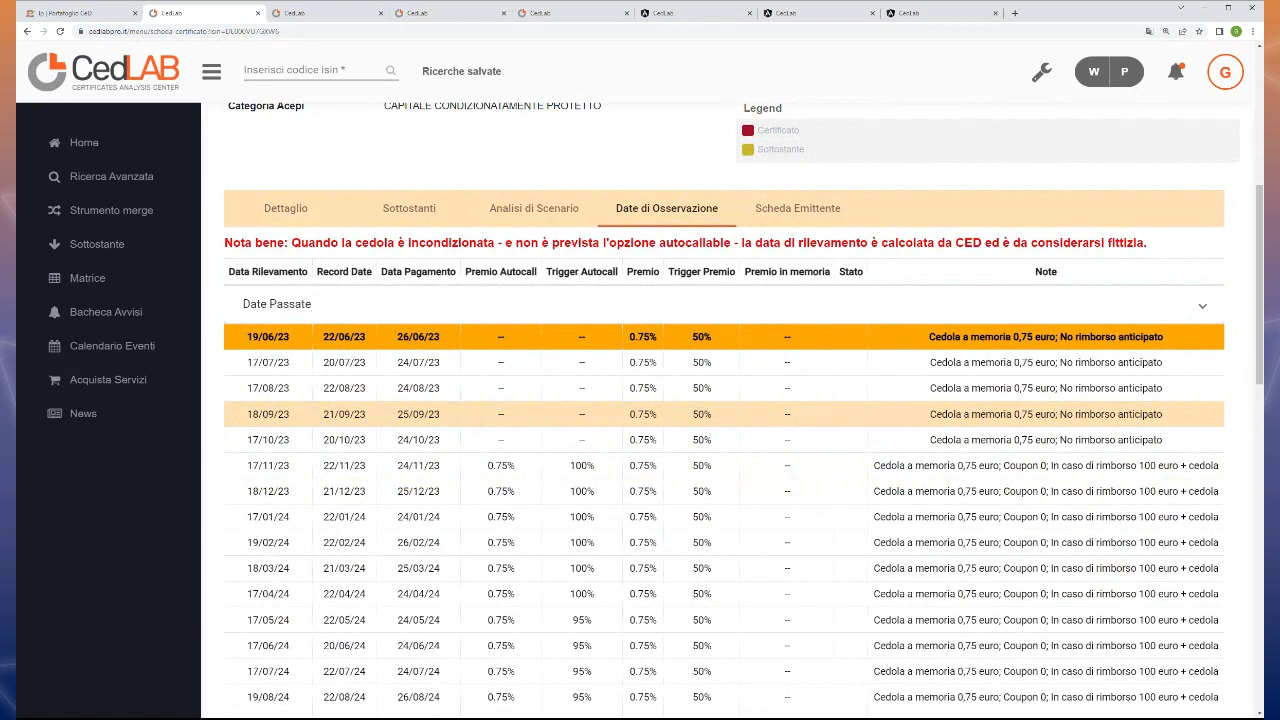 Ip | Portafoglio CeD CedLab CedLab CedLab CedLab CedLab CedLab CedLab
cedlabpro.it/menu/scheda-certificato?isin=DE000VU7GXW6
CedLAB
CERTIFICATES ANALYSIS CENTER
Inserisci codice isin *
Ricerche salvate
W P
G
Home
Ricerca Avanzata
Strumento merge
Sottostante
Matrice
Bacheca Avvisi
Calendario Eventi
Acquista Servizi
News
Categoria Acepi CAPITALE CONDIZIONATAMENTE PROTETTO
Legend
Certificato
Sottostante
Dettaglio Sottostanti Analisi di Scenario Date di Osservazione Scheda Emittente
Nota bene: Quando la cedola è incondizionata - e non è prevista l'opzione autocallable - la data di rilevamento è calcolata da CED ed è da considerarsi fittizia.
Data Rilevamento Record Date Data Pagamento Premio Autocall Trigger Autocall Premio Trigger Premio Premio in memoria Stato Note
Date Passate
19/06/23 22/06/23 26/06/23 -- -- 0.75% 50% -- Cedola a memoria 0,75 euro; No rimborso anticipato
17/07/23 20/07/23 24/07/23 -- -- 0.75% 50% -- Cedola a memoria 0,75 euro; No rimborso anticipato
17/08/23 22/08/23 24/08/23 -- -- 0.75% 50% -- Cedola a memoria 0,75 euro; No rimborso anticipato
18/09/23 21/09/23 25/09/23 -- -- 0.75% 50% -- Cedola a memoria 0,75 euro; No rimborso anticipato
17/10/23 20/10/23 24/10/23 -- -- 0.75% 50% -- Cedola a memoria 0,75 euro; No rimborso anticipato
17/11/23 22/11/23 24/11/23 0.75% 100% 0.75% 50% -- Cedola a memoria 0,75 euro; Coupon 0; In caso di rimborso 100 euro + cedola
18/12/23 21/12/23 25/12/23 0.75% 100% 0.75% 50% -- Cedola a memoria 0,75 euro; Coupon 0; In caso di rimborso 100 euro + cedola
17/01/24 22/01/24 24/01/24 0.75% 100% 0.75% 50% -- Cedola a memoria 0,75 euro; Coupon 0; In caso di rimborso 100 euro + cedola
19/02/24 22/02/24 26/02/24 0.75% 100% 0.75% 50% -- Cedola a memoria 0,75 euro; Coupon 0; In caso di rimborso 100 euro + cedola
18/03/24 21/03/24 25/03/24 0.75% 100% 0.75% 50% -- Cedola a memoria 0,75 euro; Coupon 0; In caso di rimborso 100 euro + cedola
17/04/24 22/04/24 24/04/24 0.75% 100% 0.75% 50% -- Cedola a memoria 0,75 euro; Coupon 0; In caso di rimborso 100 euro + cedola
17/05/24 22/05/24 24/05/24 0.75% 95% 0.75% 50% -- Cedola a memoria 0,75 euro; Coupon 0; In caso di rimborso 100 euro + cedola
17/06/24 20/06/24 24/06/24 0.75% 95% 0.75% 50% -- Cedola a memoria 0,75 euro; Coupon 0; In caso di rimborso 100 euro + cedola
17/07/24 22/07/24 24/07/24 0.75% 95% 0.75% 50% -- Cedola a memoria 0,75 euro; Coupon 0; In caso di rimborso 100 euro + cedola
19/08/24 22/08/24 26/08/24 0.75% 95% 0.75% 50% -- Cedola a memoria 0,75 euro; Coupon 0; In caso di rimborso 100 euro + cedola